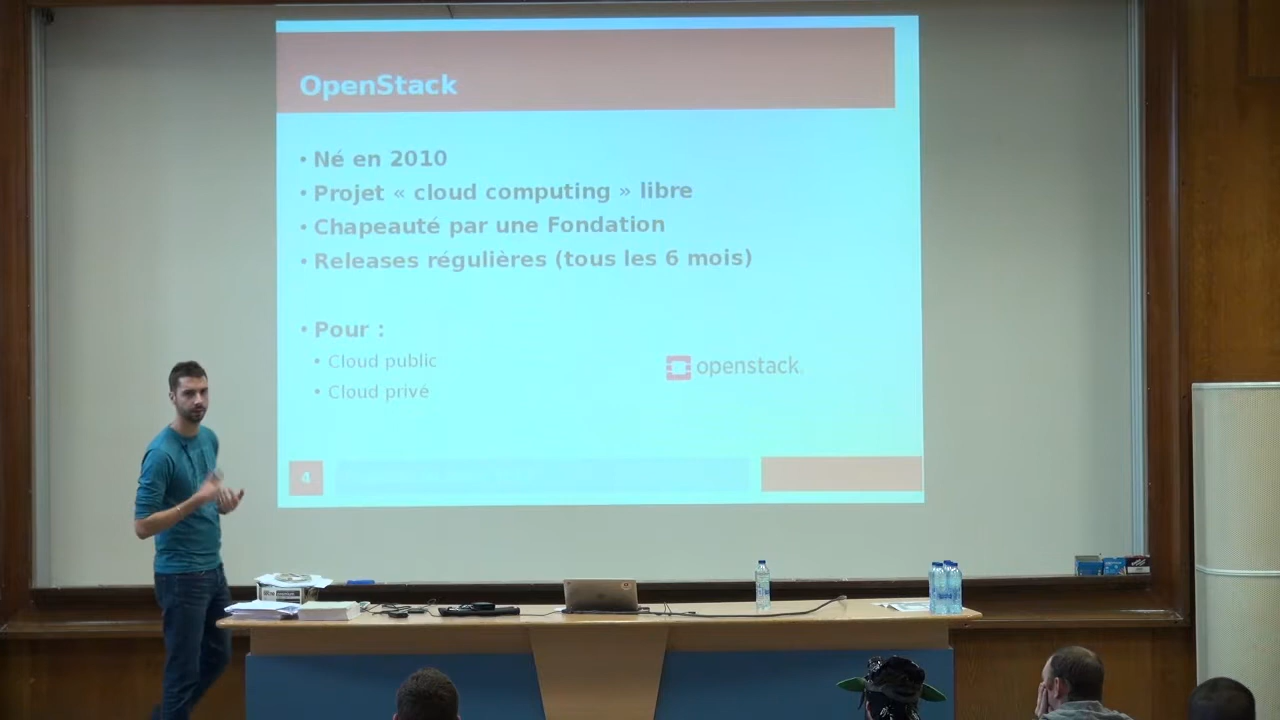 OpenStack
• Né en 2010
• Projet « cloud computing » libre
• Chapeauté par une Fondation
• Releases régulières (tous les 6 mois)
• Pour :
• Cloud public
• Cloud privé
openstack.
4